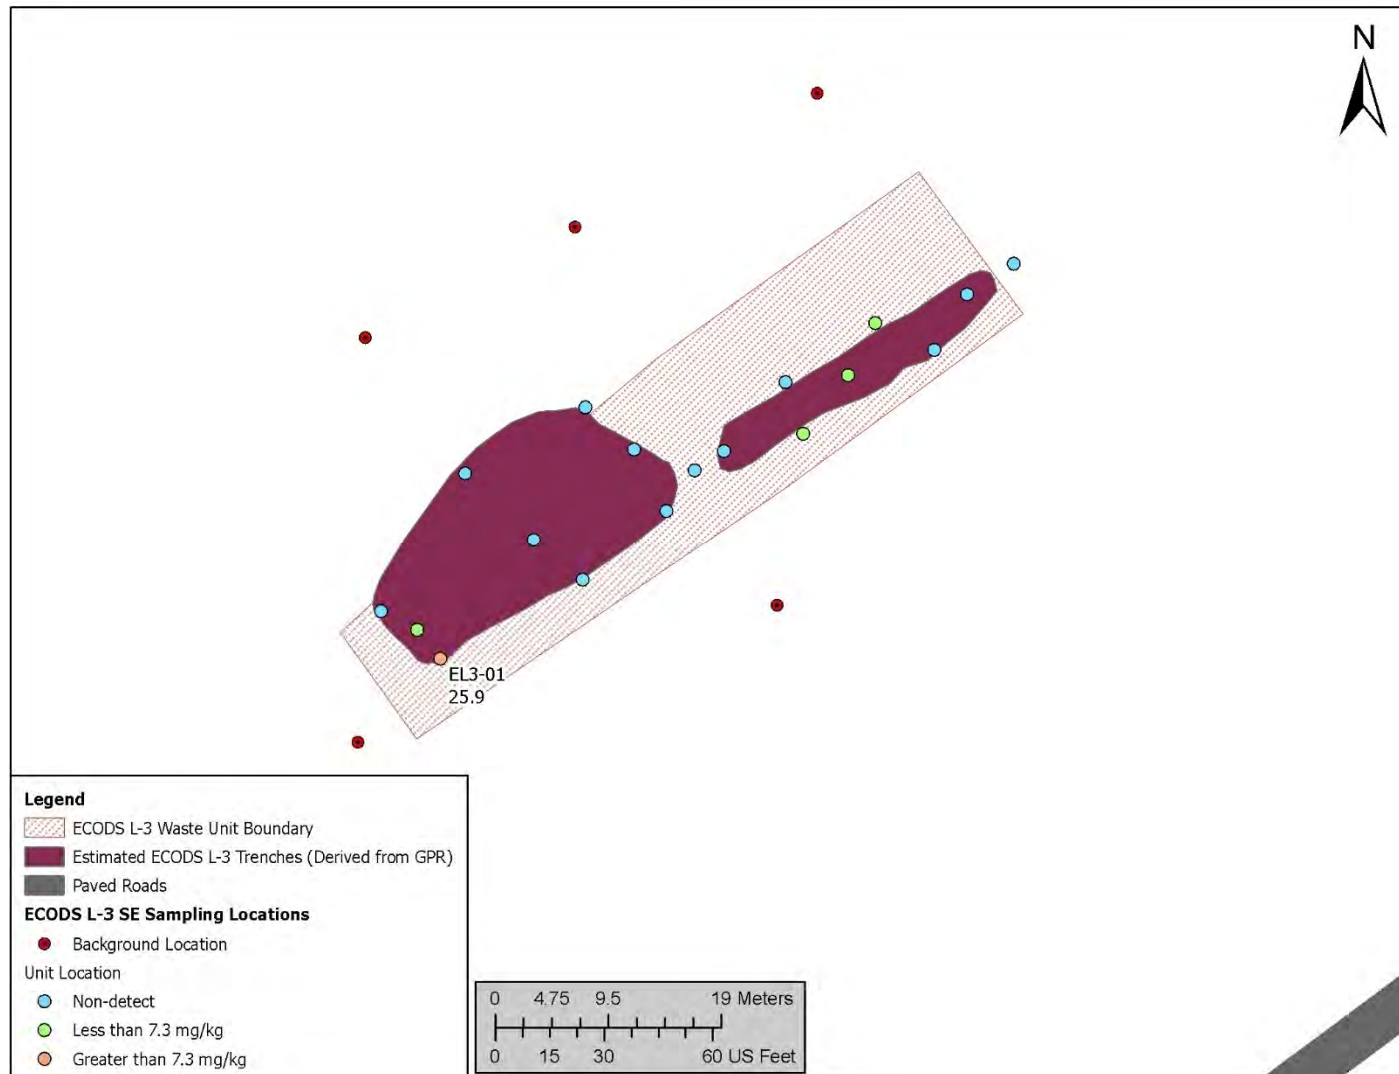 N
EL3-01
25.9
Legend
ECODS L-3 Waste Unit Boundary
Estimated ECODS L-3 Trenches (Derived from GPR)
Paved Roads
ECODS L-3 SE Sampling Locations
Background Location
Unit Location
Non-detect
Less than 7.3 mg/kg
Greater than 7.3 mg/kg
0 4.75 9.5 19 Meters
0 15 30 60 US Feet